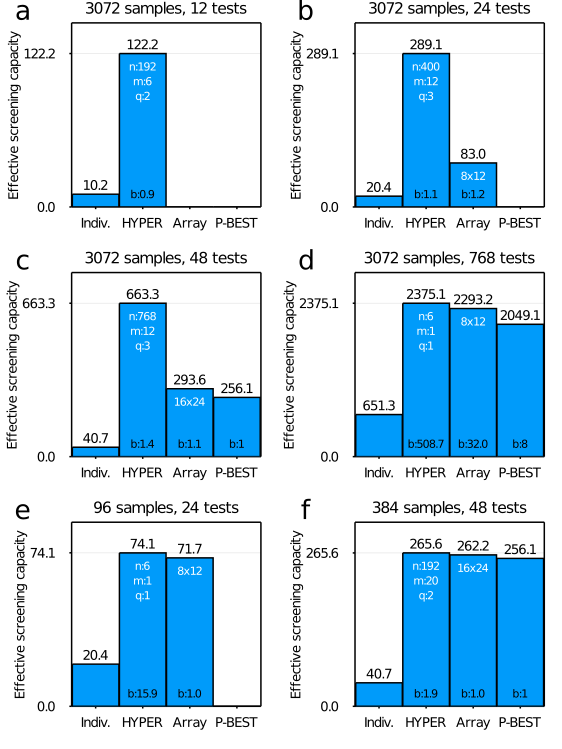 a
3072 samples, 12 tests
Effective screening capacity
122.2
0.0
10.2
122.2
n:192
m:6
q:2
b:0.9
Indiv. HYPER Array P-BEST
b
3072 samples, 24 tests
Effective screening capacity
289.1
0.0
20.4
289.1
n:400
m:12
q:3
b:1.1
83.0
8x12
b:1.2
Indiv. HYPER Array P-BEST
c
3072 samples, 48 tests
Effective screening capacity
663.3
0.0
40.7
663.3
n:768
m:12
q:3
b:1.4
293.6
16x24
b:1.1
256.1
b:1
Indiv. HYPER Array P-BEST
d
3072 samples, 768 tests
Effective screening capacity
2375.1
0.0
651.3
2375.1
n:6
m:1
q:1
b:508.7
2293.2
8x12
b:32.0
2049.1
b:8
Indiv. HYPER Array P-BEST
e
96 samples, 24 tests
Effective screening capacity
74.1
0.0
20.4
74.1
n:6
m:1
q:1
b:15.9
71.7
8x12
b:1.0
Indiv. HYPER Array P-BEST
f
384 samples, 48 tests
Effective screening capacity
265.6
0.0
40.7
265.6
n:192
m:20
q:2
b:1.9
262.2
16x24
b:1.0
256.1
b:1
Indiv. HYPER Array P-BEST